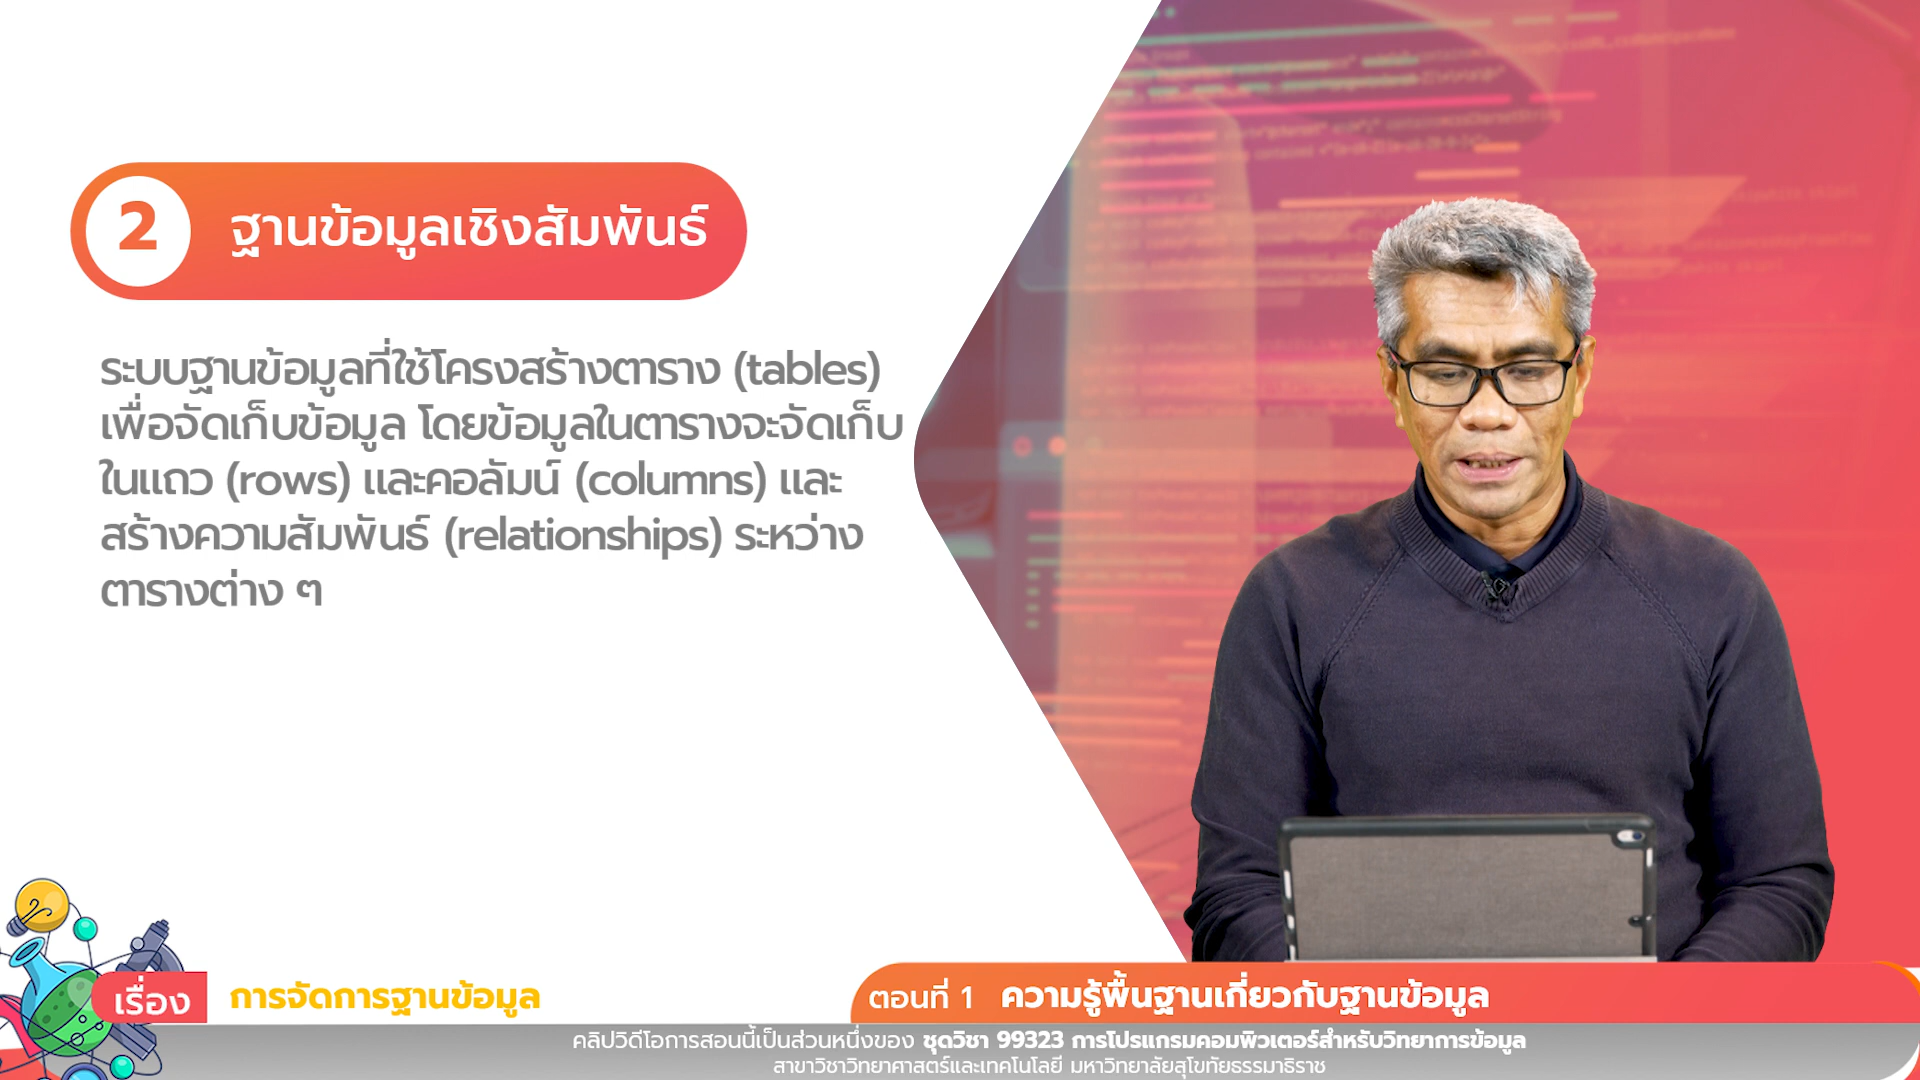 2 ฐานข้อมูลเชิงสัมพันธ์
ระบบฐานข้อมูลที่ใช้โครงสร้างตาราง (tables)
เพื่อจัดเก็บข้อมูล โดยข้อมูลในตารางจะจัดเก็บ
ในแถว (rows) และคอลัมน์ (columns) และ
สร้างความสัมพันธ์ (relationships) ระหว่าง
ตารางต่าง ๆ
เรื่อง การจัดการฐานข้อมูล
ตอนที่ 1 ความรู้พื้นฐานเกี่ยวกับฐานข้อมูล
คลิปวิดีโอการสอนนี้เป็นส่วนหนึ่งของ ชุดวิชา 99323 การโปรแกรมคอมพิวเตอร์สำหรับวิทยาการข้อมูล
สาขาวิชาวิทยาศาสตร์และเทคโนโลยี มหาวิทยาลัยสุโขทัยธรรมาธิราช